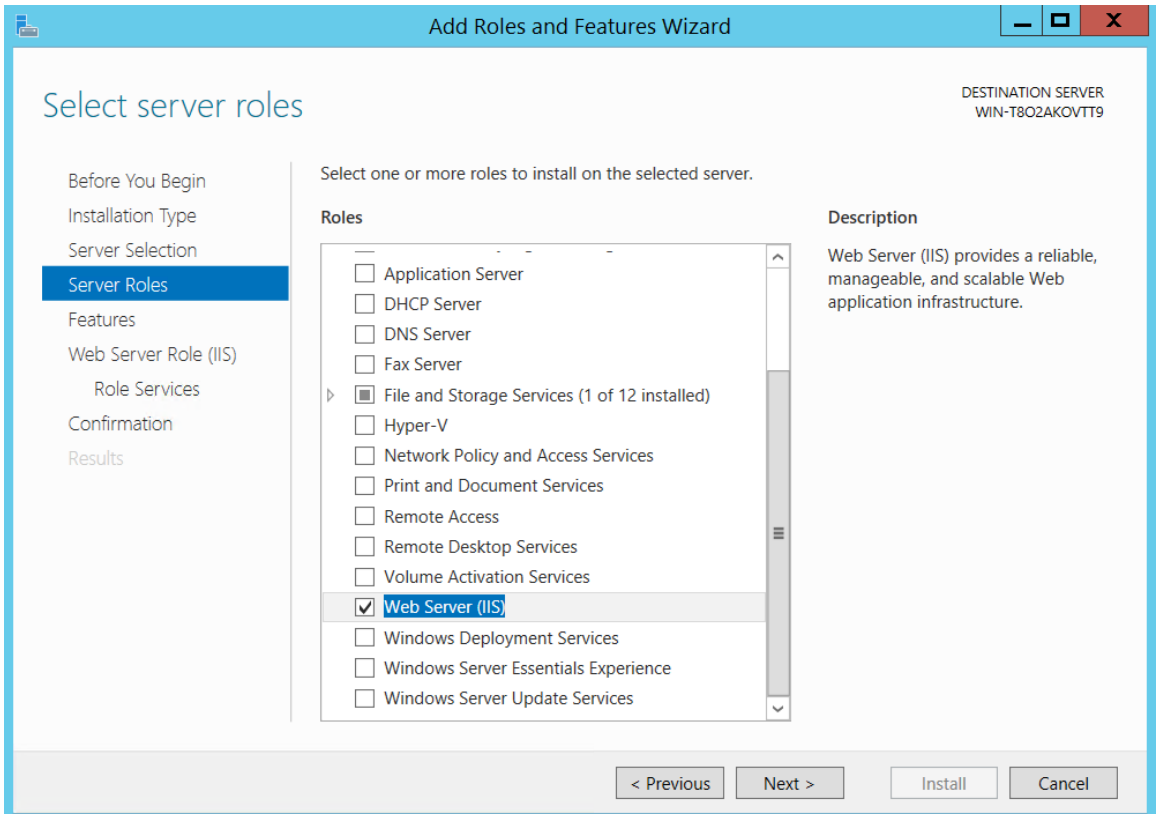 Add Roles and Features Wizard
Select server roles
DESTINATION SERVER
WIN-T8O2AKOVTT9
Before You Begin
Installation Type
Server Selection
Server Roles
Features
Web Server Role (IIS)
Role Services
Confirmation
Results
Select one or more roles to install on the selected server.
Roles
Application Server
DHCP Server
DNS Server
Fax Server
File and Storage Services (1 of 12 installed)
Hyper-V
Network Policy and Access Services
Print and Document Services
Remote Access
Remote Desktop Services
Volume Activation Services
Web Server (IIS)
Windows Deployment Services
Windows Server Essentials Experience
Windows Server Update Services
Description
Web Server (IIS) provides a reliable,
manageable, and scalable Web
application infrastructure.
< Previous
Next >
Install
Cancel